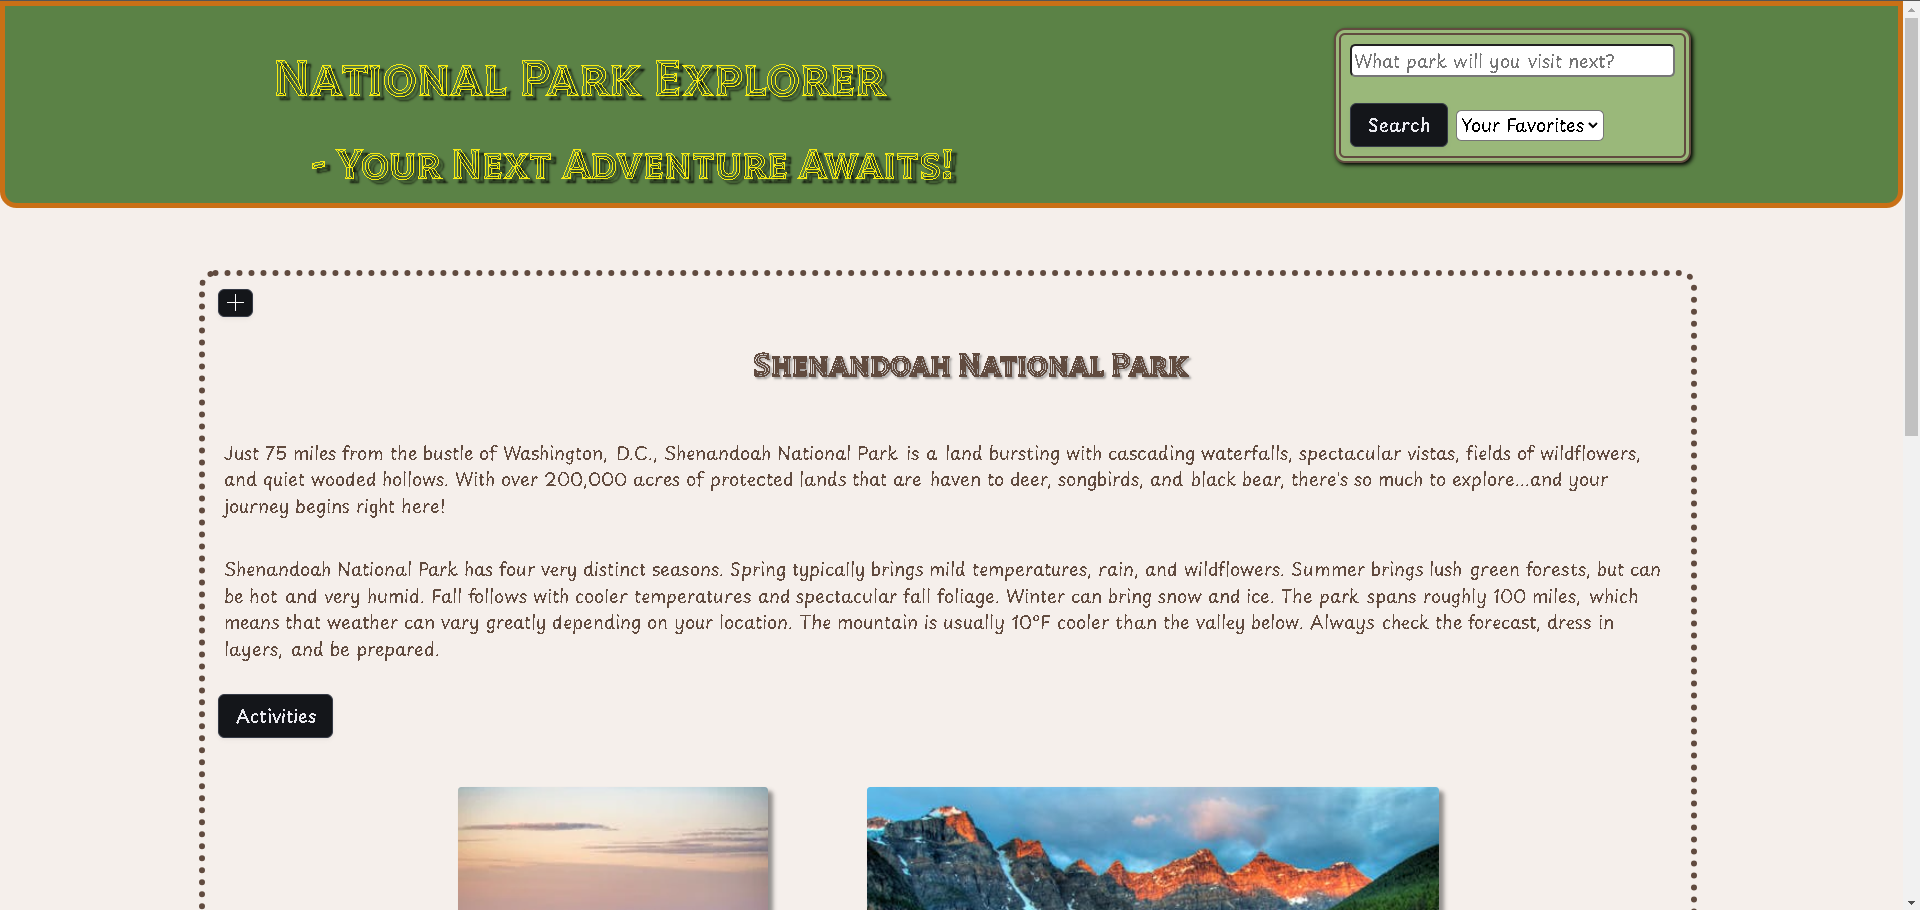 National Park Explorer
- Your Next Adventure Awaits!
What park will you visit next?
Search
Your Favorites
+
Shenandoah National Park
Just 75 miles from the bustle of Washington, D.C., Shenandoah National Park is a land bursting with cascading waterfalls, spectacular vistas, fields of wildflowers,
and quiet wooded hollows. With over 200,000 acres of protected lands that are haven to deer, songbirds, and black bear, there's so much to explore...and your
journey begins right here!
Shenandoah National Park has four very distinct seasons. Spring typically brings mild temperatures, rain, and wildflowers. Summer brings lush green forests, but can
be hot and very humid. Fall follows with cooler temperatures and spectacular fall foliage. Winter can bring snow and ice. The park spans roughly 100 miles, which
means that weather can vary greatly depending on your location. The mountain is usually 10°F cooler than the valley below. Always check the forecast, dress in
layers, and be prepared.
Activities